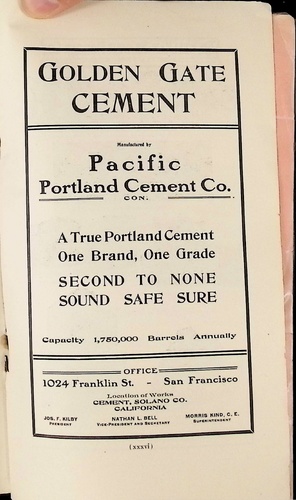 GOLDEN GATE
CEMENT
Manufactured by
Pacific
Portland Cement Co.
CON.
A True Portland Cement
One Brand, One Grade
SECOND TO NONE
SOUND SAFE SURE
Capacity 1,750,000 Barrels Annually
OFFICE
1024 Franklin St. - San Francisco
Location of Works
CEMENT, SOLANO CO.
CALIFORNIA
JOS. F. KILBY NATHAN L. BELL MORRIS KIND, C. E.
PRESIDENT VICE-PRESIDENT AND SECRETARY SUPERINTENDENT
(xxxvi)